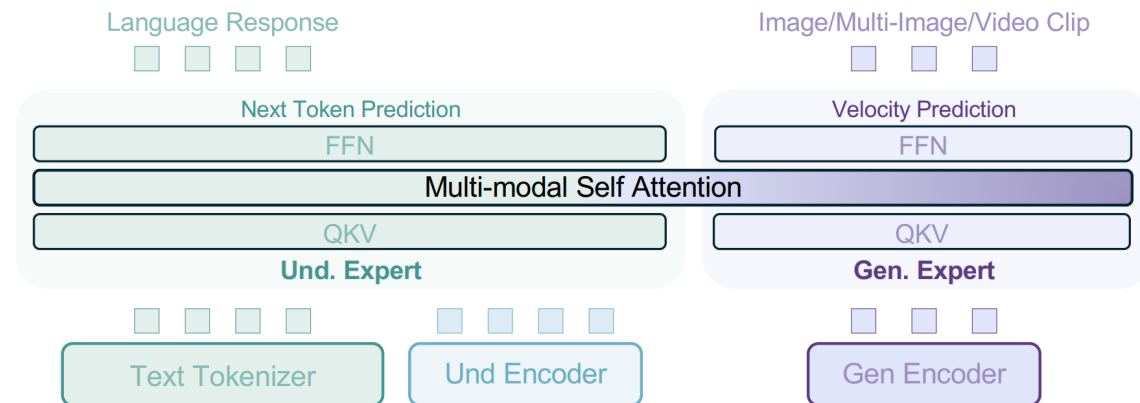 Language Response
Image/Multi-Image/Video Clip
Next Token Prediction
Velocity Prediction
FFN
FFN
Multi-modal Self Attention
QKV
QKV
Und. Expert
Gen. Expert
Text Tokenizer
Und Encoder
Gen Encoder